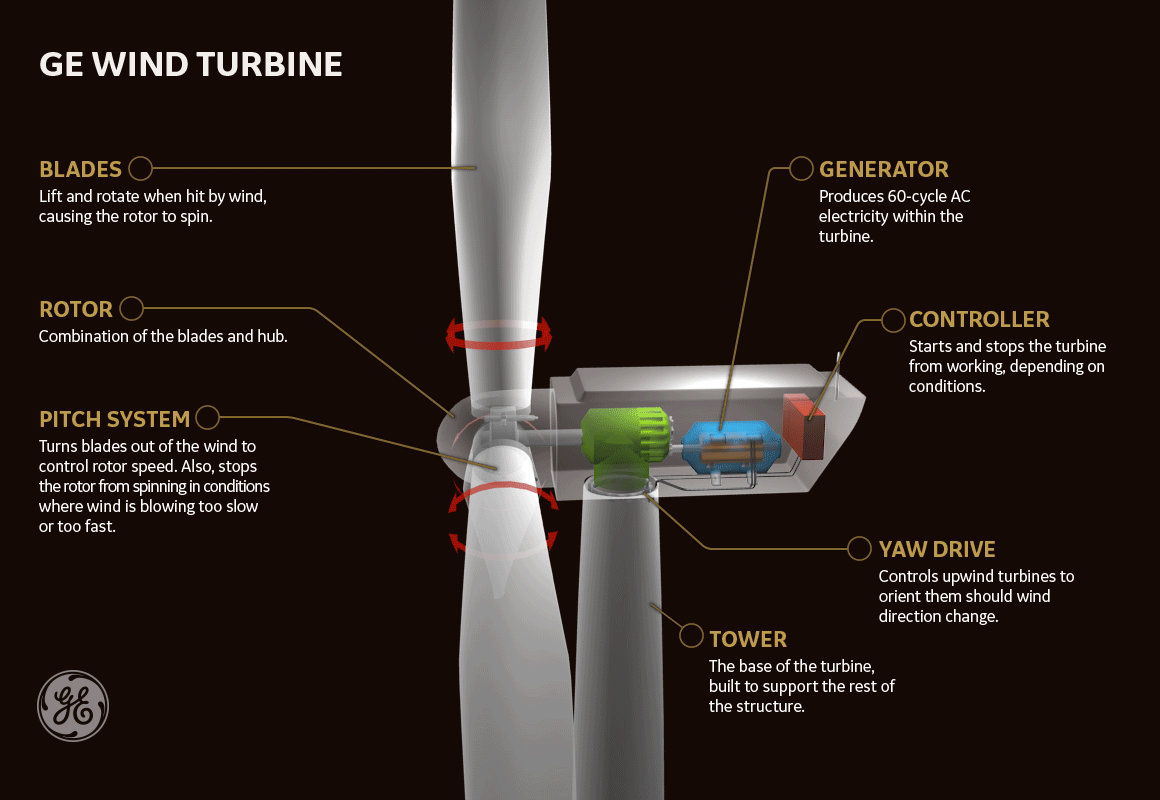 GE WIND TURBINE
BLADES
Lift and rotate when hit by wind,
causing the rotor to spin.
ROTOR
Combination of the blades and hub.
PITCH SYSTEM
Turns blades out of the wind to
control rotor speed. Also, stops
the rotor from spinning in conditions
where wind is blowing too slow
or too fast.
GENERATOR
Produces 60-cycle AC
electricity within the
turbine.
CONTROLLER
Starts and stops the turbine
from working, depending on
conditions.
YAW DRIVE
Controls upwind turbines to
orient them should wind
direction change.
TOWER
The base of the turbine,
built to support the rest of
the structure.
GE